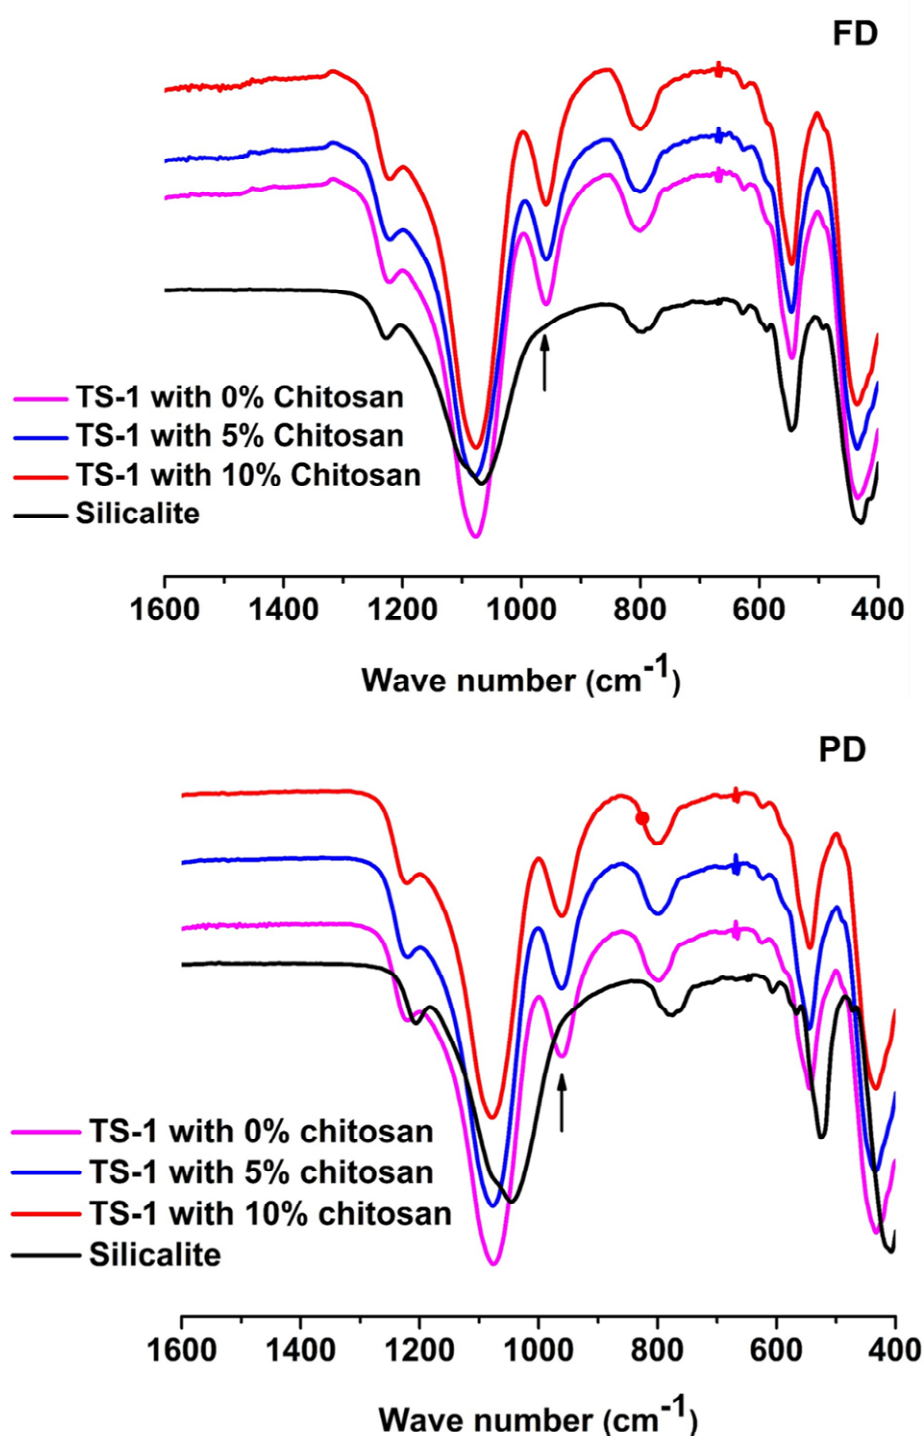 FD
TS-1 with 0% Chitosan
TS-1 with 5% Chitosan
TS-1 with 10% Chitosan
Silicalite
1600 1400 1200 1000 800 600 400
Wave number (cm-1)
PD
TS-1 with 0% chitosan
TS-1 with 5% chitosan
TS-1 with 10% chitosan
Silicalite
1600 1400 1200 1000 800 600 400
Wave number (cm-1)